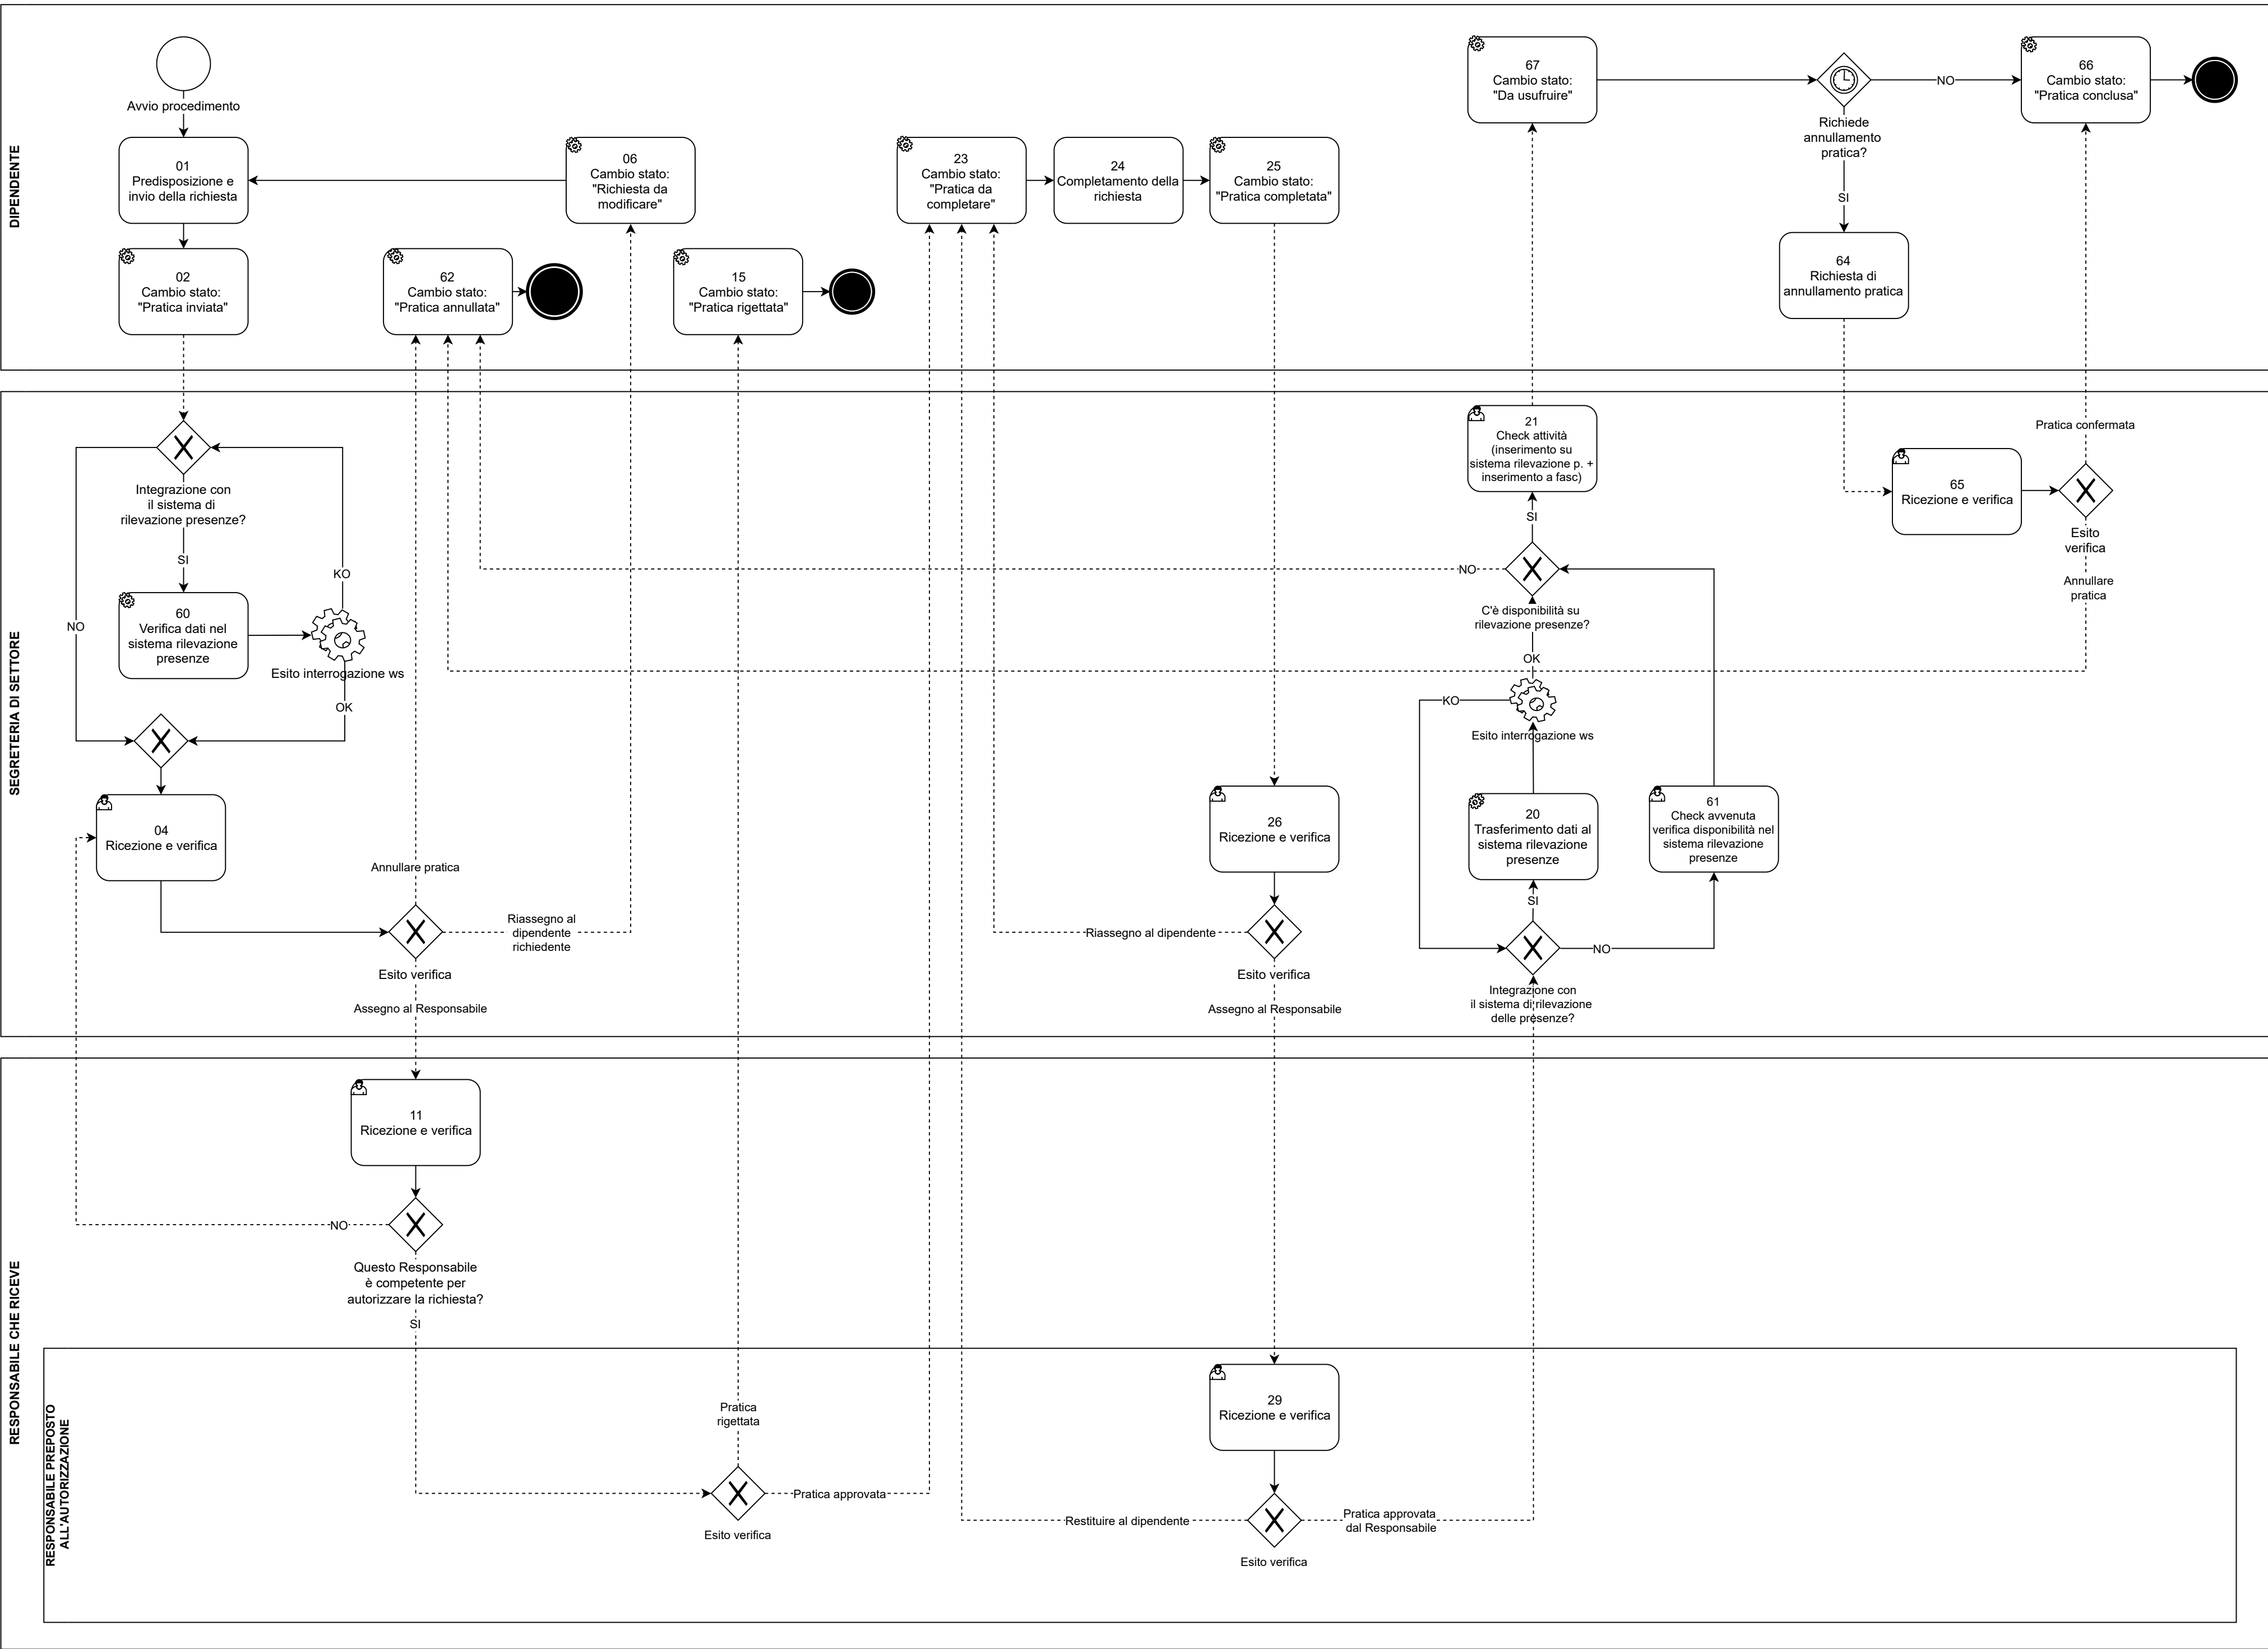 DIPENDENTE
Avvio procedimento
01
Predisposizione e
invio della richiesta
02
Cambio stato:
"Pratica inviata"
06
Cambio stato:
"Richiesta da
modificare"
62
Cambio stato:
"Pratica annullata"
15
Cambio stato:
"Pratica rigettata"
23
Cambio stato:
"Pratica da
completare"
24
Completamento della
richiesta
25
Cambio stato:
"Pratica completata"
67
Cambio stato:
"Da usufruire"
Richiede
annullamento
pratica?
NO
SI
66
Cambio stato:
"Pratica conclusa"
64
Richiesta di
annullamento pratica
SEGRETERIA DI SETTORE
Integrazione con
il sistema di
rilevazione presenze?
SI
NO
KO
60
Verifica dati nel
sistema rilevazione
presenze
Esito interrogazione ws
OK
04
Ricezione e verifica
Annullare pratica
Riassegno al
dipendente
richiedente
Esito verifica
Assegno al Responsabile
26
Ricezione e verifica
Riassegno al dipendente
Esito verifica
Assegno al Responsabile
21
Check attività
(inserimento su
sistema rilevazione p. +
inserimento a fasc)
SI
NO
C'è disponibilità su
rilevazione presenze?
OK
KO
Esito interrogazione ws
20
Trasferimento dati al
sistema rilevazione
presenze
61
Check avvenuta
verifica disponibilità nel
sistema rilevazione
presenze
SI
NO
Integrazione con
il sistema di rilevazione
delle presenze?
65
Ricezione e verifica
Pratica confermata
Esito
verifica
Annullare
pratica
RESPONSABILE CHE RICEVE
11
Ricezione e verifica
NO
Questo Responsabile
è competente per
autorizzare la richiesta?
SI
RESPONSABILE PREPOSTO
ALL'AUTORIZZAZIONE
Pratica
rigettata
Pratica approvata
Esito verifica
29
Ricezione e verifica
Restituire al dipendente
Pratica approvata
dal Responsabile
Esito verifica